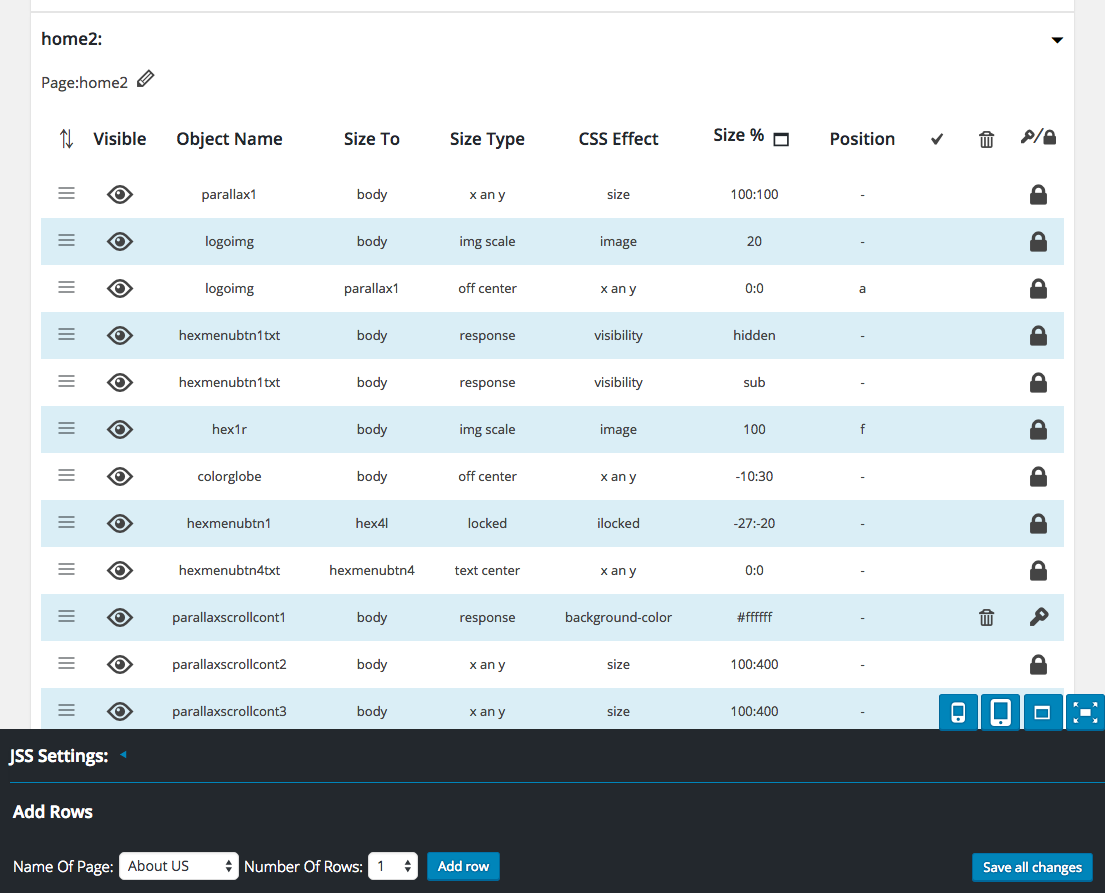 home2:
Page:home2
Visible Object Name Size To Size Type CSS Effect Size % Position
parallax1 body x an y size 100:100 -
logoimg body img scale image 20 -
logoimg parallax1 off center x an y 0:0 a
hexmenubtn1txt body response visibility hidden -
hexmenubtn1txt body response visibility sub -
hex1r body img scale image 100 f
colorglobe body off center x an y -10:30 -
hexmenubtn1 hex4l locked ilocked -27:-20 -
hexmenubtn4txt hexmenubtn4 text center x an y 0:0 -
parallaxscrollcont1 body response background-color #ffffff -
parallaxscrollcont2 body x an y size 100:400 -
parallaxscrollcont3 body x an y size 100:400 -
JSS Settings:
Add Rows
Name Of Page: About US Number Of Rows: 1 Add row Save all changes